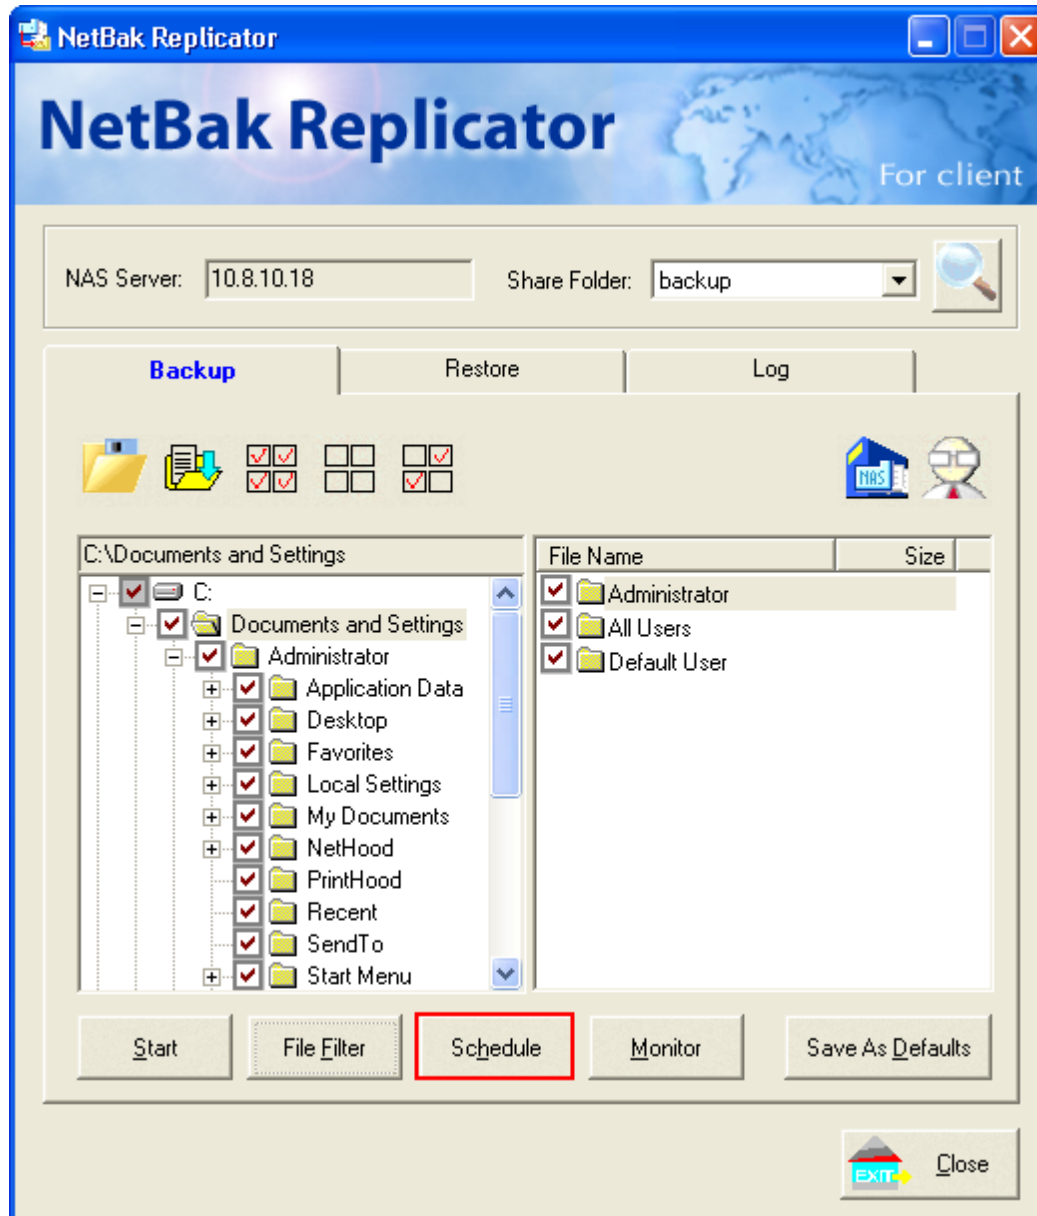 NetBak Replicator
NetBak Replicator
For client
NAS Server: 10.8.10.18 Share Folder: backup
Backup Restore Log
NAS
C:\Documents and Settings File Name Size
C: Administrator
Documents and Settings All Users
Administrator Default User
Application Data
Desktop
Favorites
Local Settings
My Documents
NetHood
PrintHood
Recent
SendTo
Start Menu
Start File Filter Schedule Monitor Save As Defaults
EXIT Close